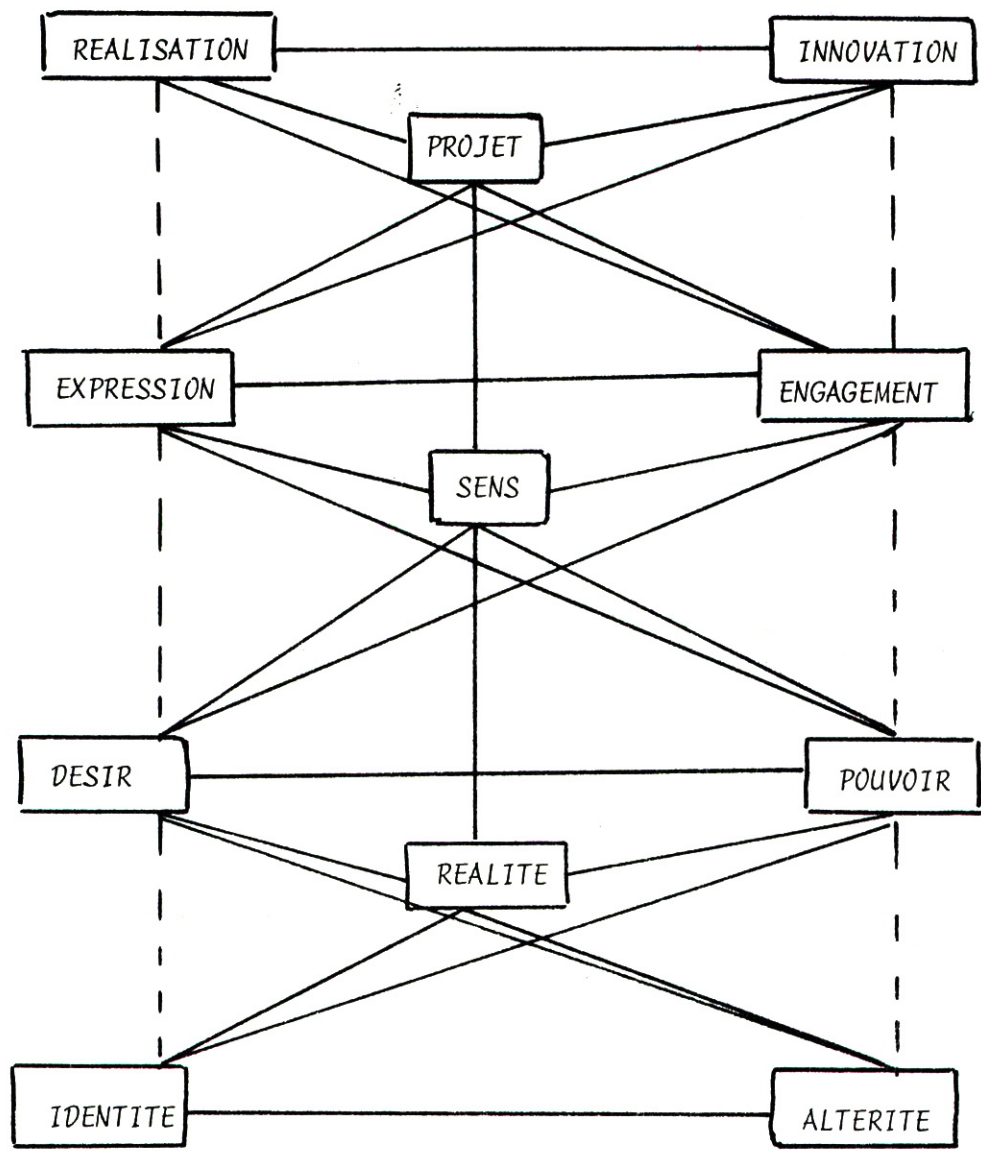 REALISATION
INNOVATION
PROJET
EXPRESSION
ENGAGEMENT
SENS
DESIR
POUVOIR
REALITE
IDENTITE
ALTERITE